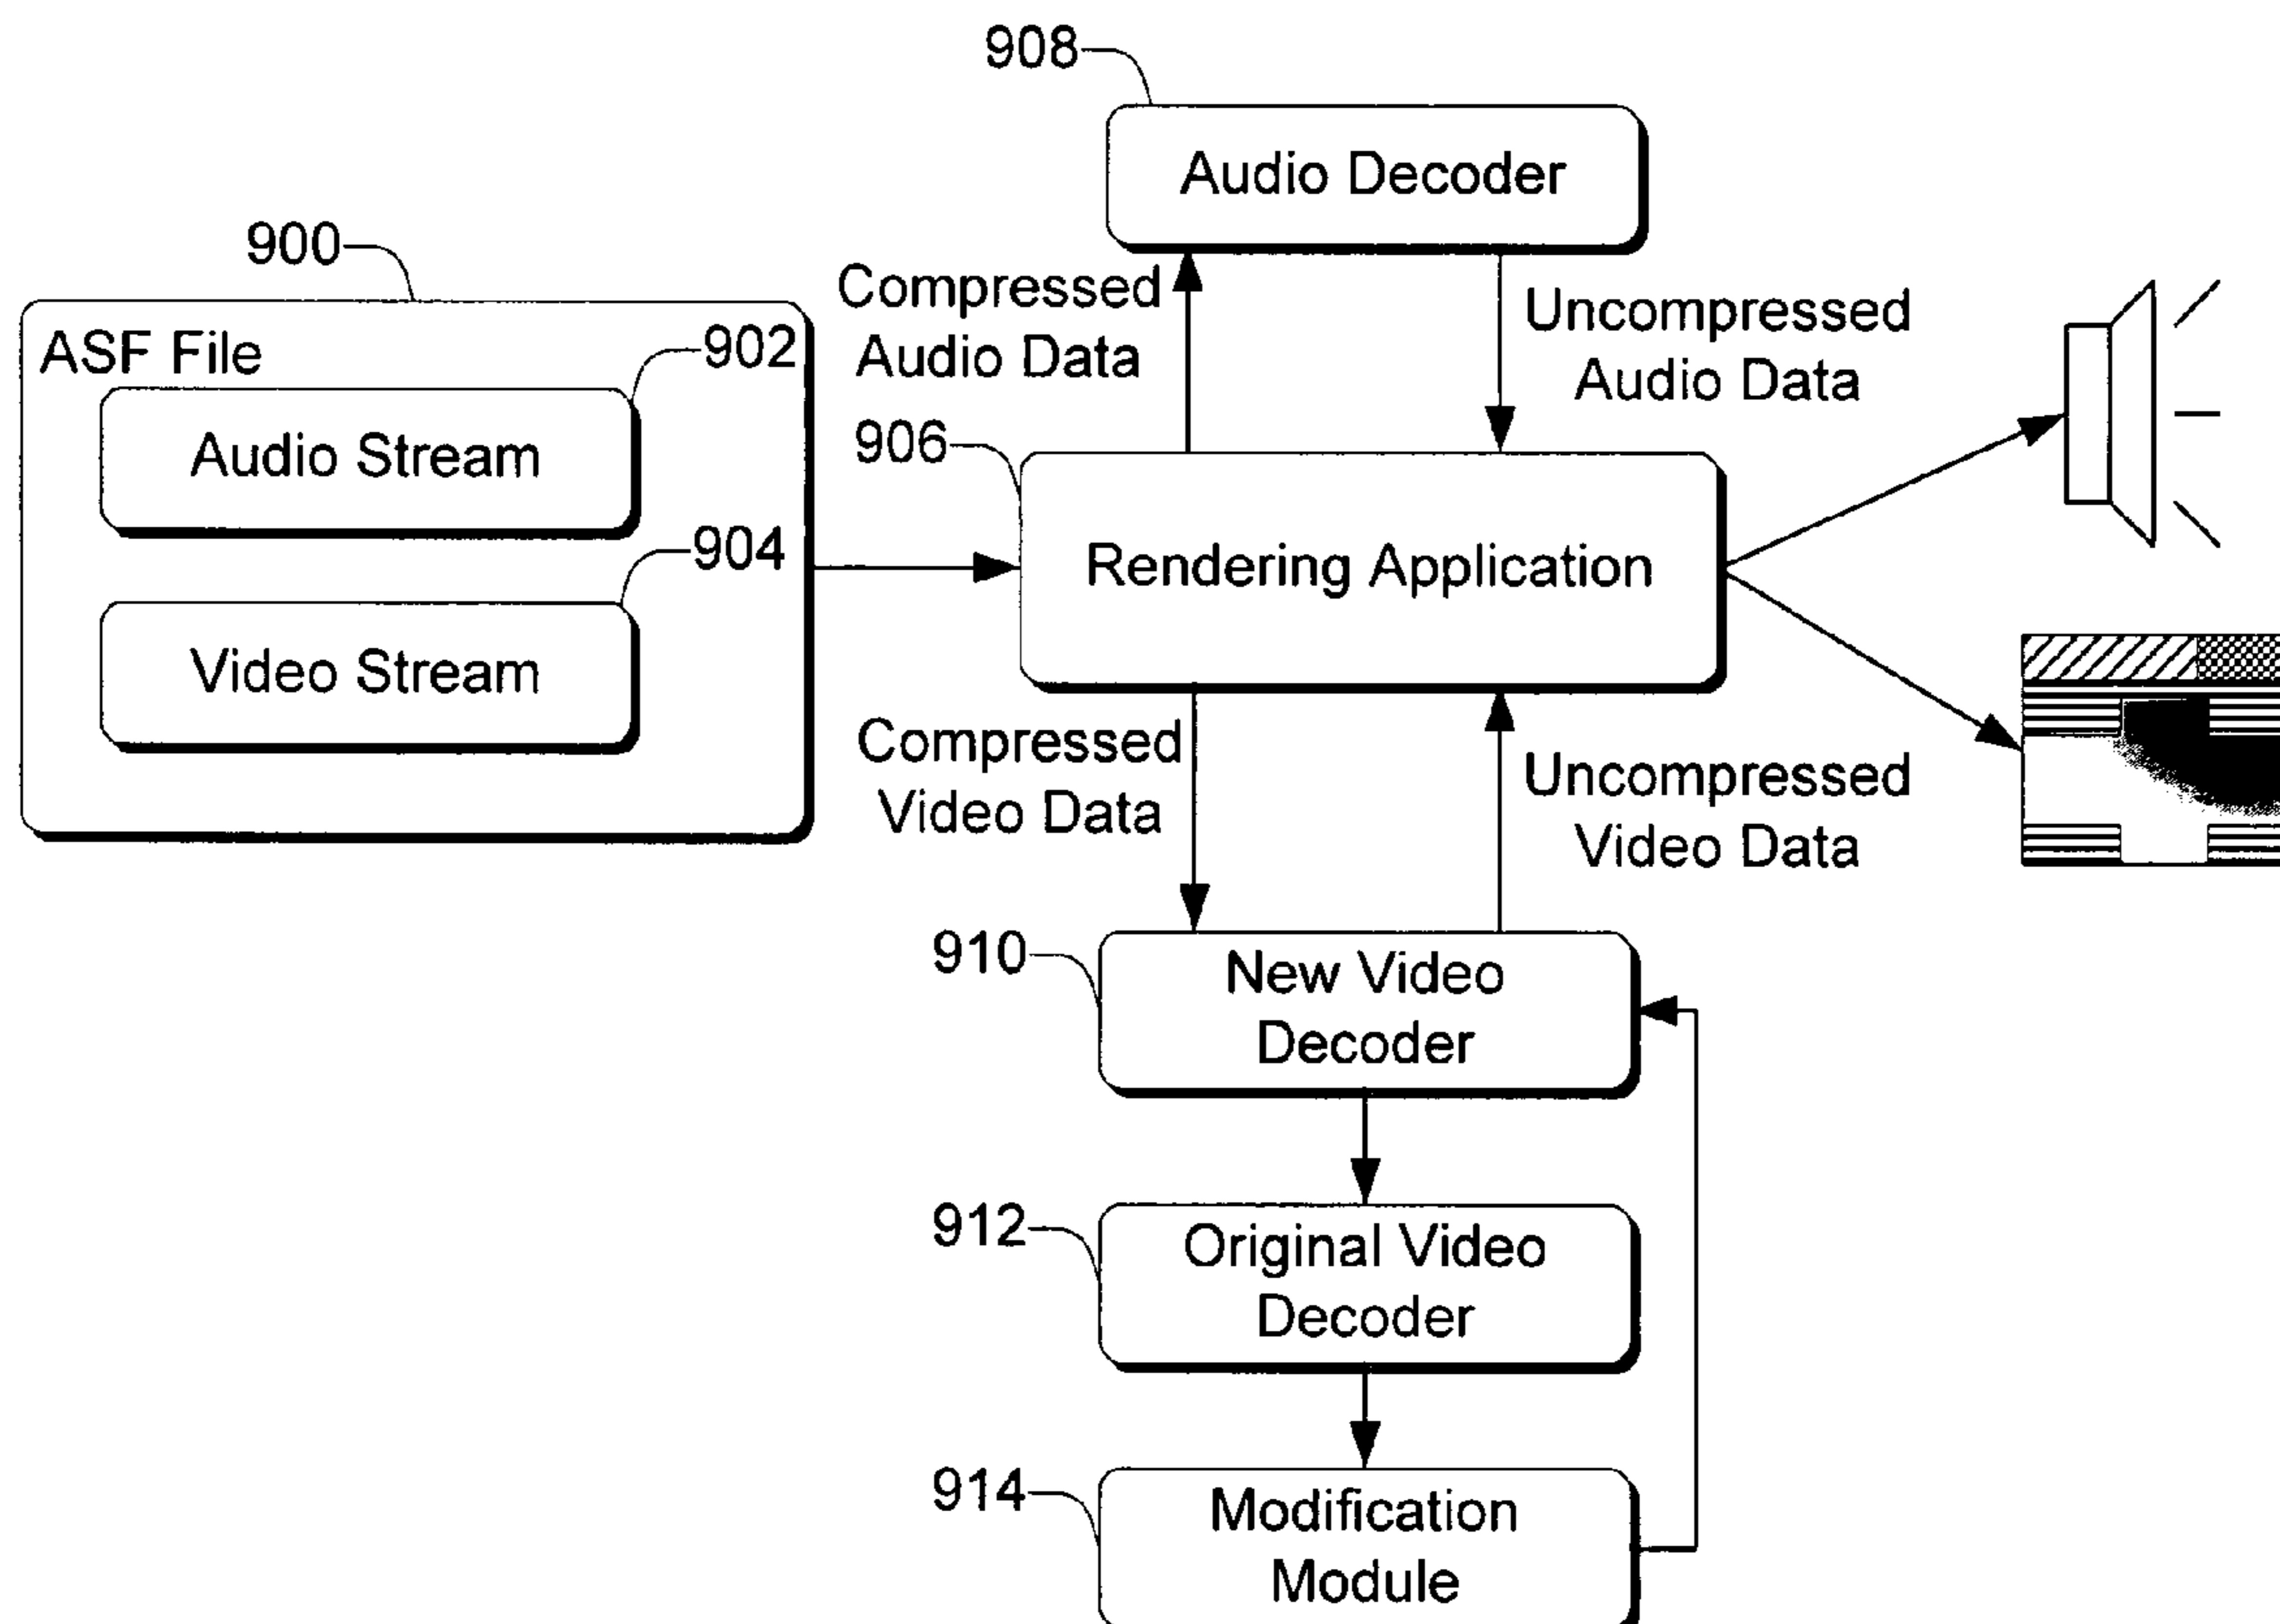 908
Audio Decoder
900
Compressed
Audio Data
Uncompressed
Audio Data
ASF File
902
Audio Stream
906
904
Rendering Application
Video Stream
Compressed
Video Data
Uncompressed
Video Data
910
New Video
Decoder
912
Original Video
Decoder
914
Modification
Module